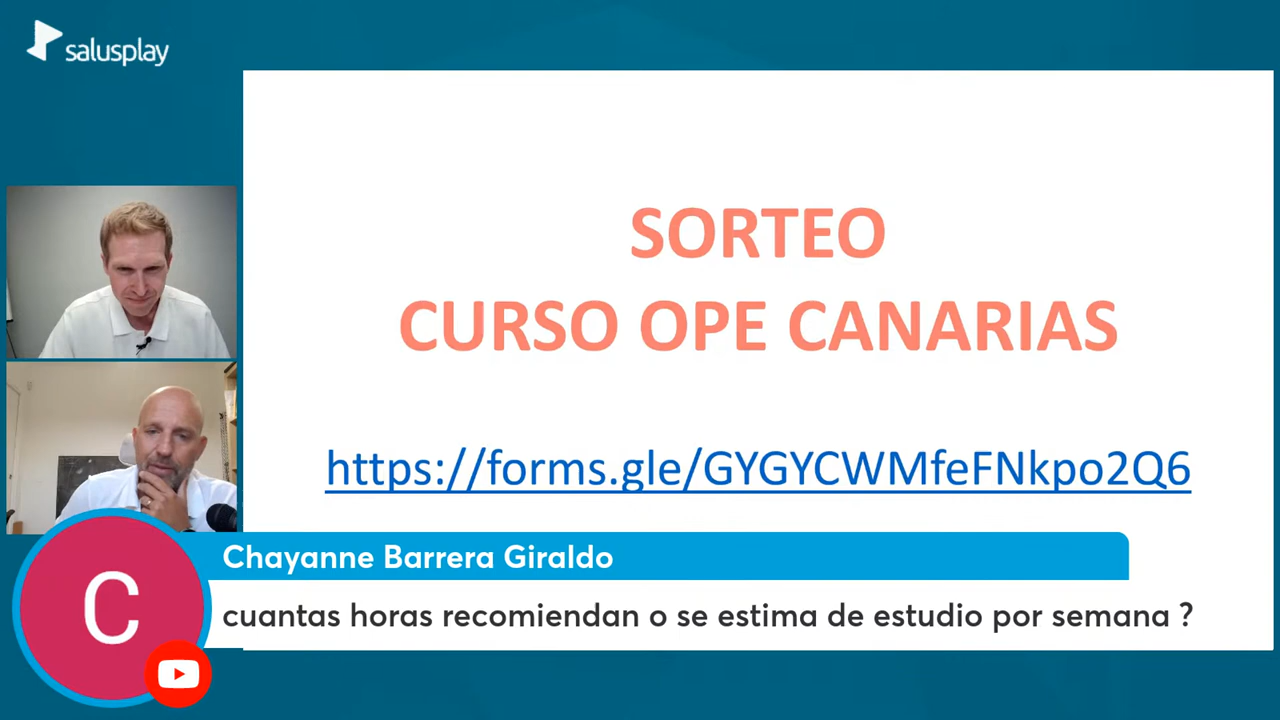 salusplay
SORTEO
CURSO OPE CANARIAS
https://forms.gle/GYGYCWMfeFNkpo2Q6
Chayanne Barrera Giraldo
C
cuantas horas recomiendan o se estima de estudio por semana ?